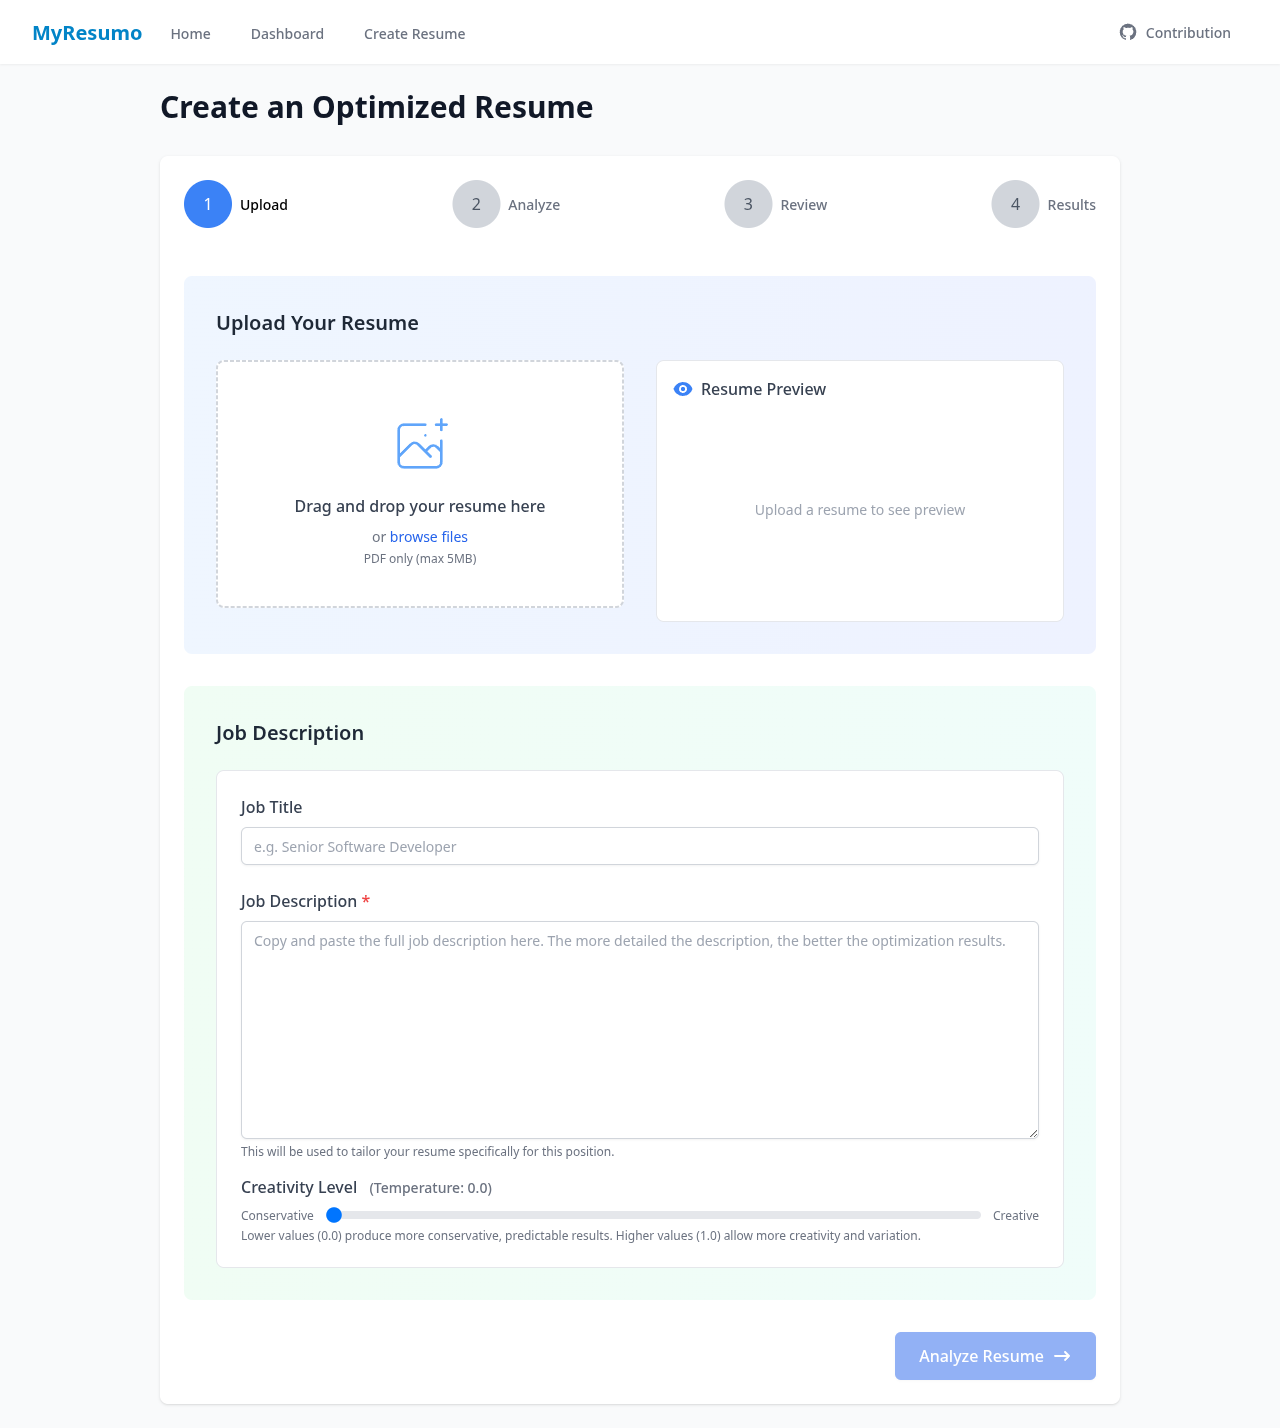 MyResumo
Home
Dashboard
Create Resume
Contribution
Create an Optimized Resume
1 Upload
2 Analyze
3 Review
4 Results
Upload Your Resume
Drag and drop your resume here
or browse files
PDF only (max 5MB)
Resume Preview
Upload a resume to see preview
Job Description
Job Title
e.g. Senior Software Developer
Job Description *
Copy and paste the full job description here. The more detailed the description, the better the optimization results.
This will be used to tailor your resume specifically for this position.
Creativity Level (Temperature: 0.0)
Conservative
Creative
Lower values (0.0) produce more conservative, predictable results. Higher values (1.0) allow more creativity and variation.
Analyze Resume